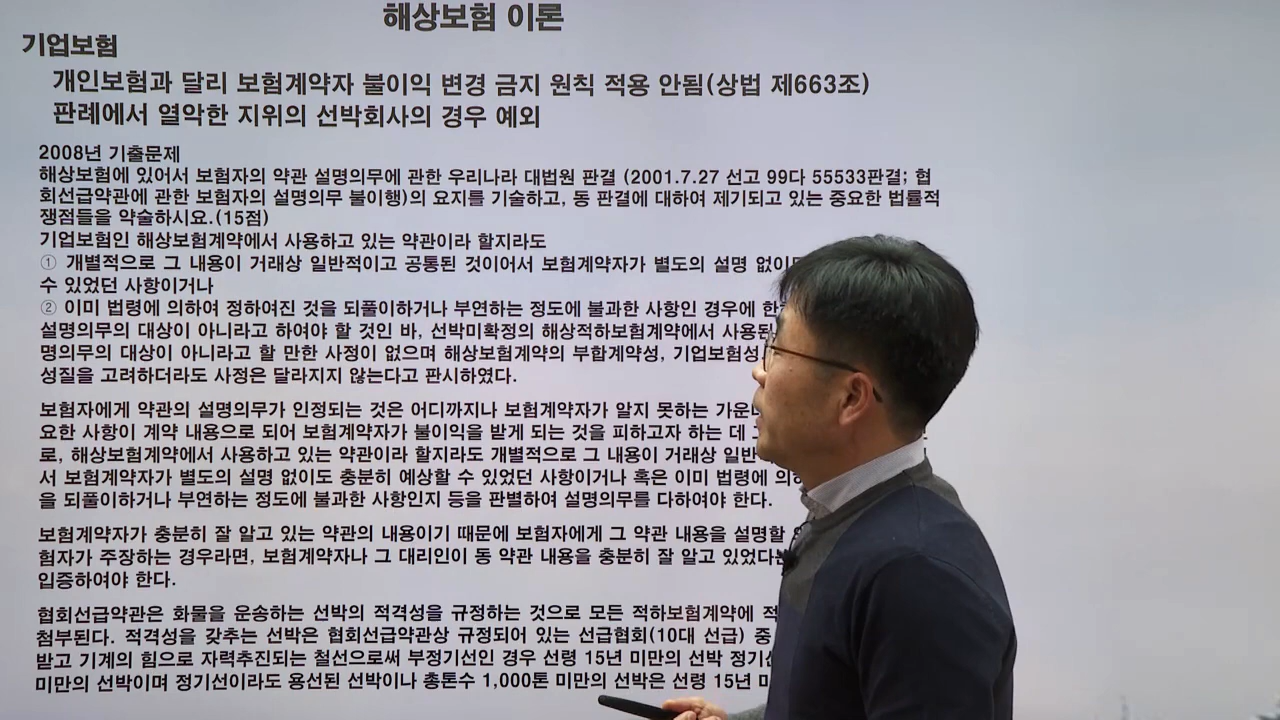 해상보험 이론
기업보험
개인보험과 달리 보험계약자 불이익 변경 금지 원칙 적용 안됨(상법 제663조)
판례에서 열악한 지위의 선박회사의 경우 예외
2008년 기출문제
해상보험에 있어서 보험자의 약관 설명의무에 관한 우리나라 대법원 판결 (2001.7.27 선고 99다 55533판결; 협
회선급약관에 관한 보험자의 설명의무 불이행)의 요지를 기술하고, 동 판결에 대하여 제기되고 있는 중요한 법률적
쟁점들을 약술하시요.(15점)
기업보험인 해상보험계약에서 사용하고 있는 약관이라 할지라도
① 개별적으로 그 내용이 거래상 일반적이고 공통된 것이어서 보험계약자가 별도의 설명
수 있었던 사항이거나
② 이미 법령에 의하여 정하여진 것을 되풀이하거나 부연하는 정도에 불과한 사항인 경우에
설명의무의 대상이 아니라고 하여야 할 것인 바, 선박미확정의 해상적하보험계약에서
명의무의 대상이 아니라고 할 만한 사정이 없으며 해상보험계약의 부합계약성, 기업보험성
성질을 고려하더라도 사정은 달라지지 않는다고 판시하였다.
보험자에게 약관의 설명의무가 인정되는 것은 어디까지나 보험계약자가 알지 못하는
요한 사항이 계약 내용으로 되어 보험계약자가 불이익을 받게 되는 것을 피하고자 하는 데
로, 해상보험계약에서 사용하고 있는 약관이라 할지라도 개별적으로 그 내용이 거래상
서 보험계약자가 별도의 설명 없이도 충분히 예상할 수 있었던 사항이거나 혹은 이미 법령에
을 되풀이하거나 부연하는 정도에 불과한 사항인지 등을 판별하여 설명의무를 다하여야 한다.
보험계약자가 충분히 잘 알고 있는 약관의 내용이기 때문에 보험자에게 그 약관 내용을 설명할
험자가 주장하는 경우라면, 보험계약자나 그 대리인이 동 약관 내용을 충분히 잘 알고
입증하여야 한다.
협회선급약관은 화물을 운송하는 선박의 적격성을 규정하는 것으로 모든 적하보험계약에
첨부된다. 적격성을 갖추는 선박은 협회선급약관상 규정되어 있는 선급협회(10대 선급) 중
받고 기계의 힘으로 자력추진되는 철선으로써 부정기선인 경우 선령 15년 미만의 선박
미만의 선박이며 정기선이라도 용선된 선박이나 총톤수 1,000톤 미만의 선박은 선령 15년